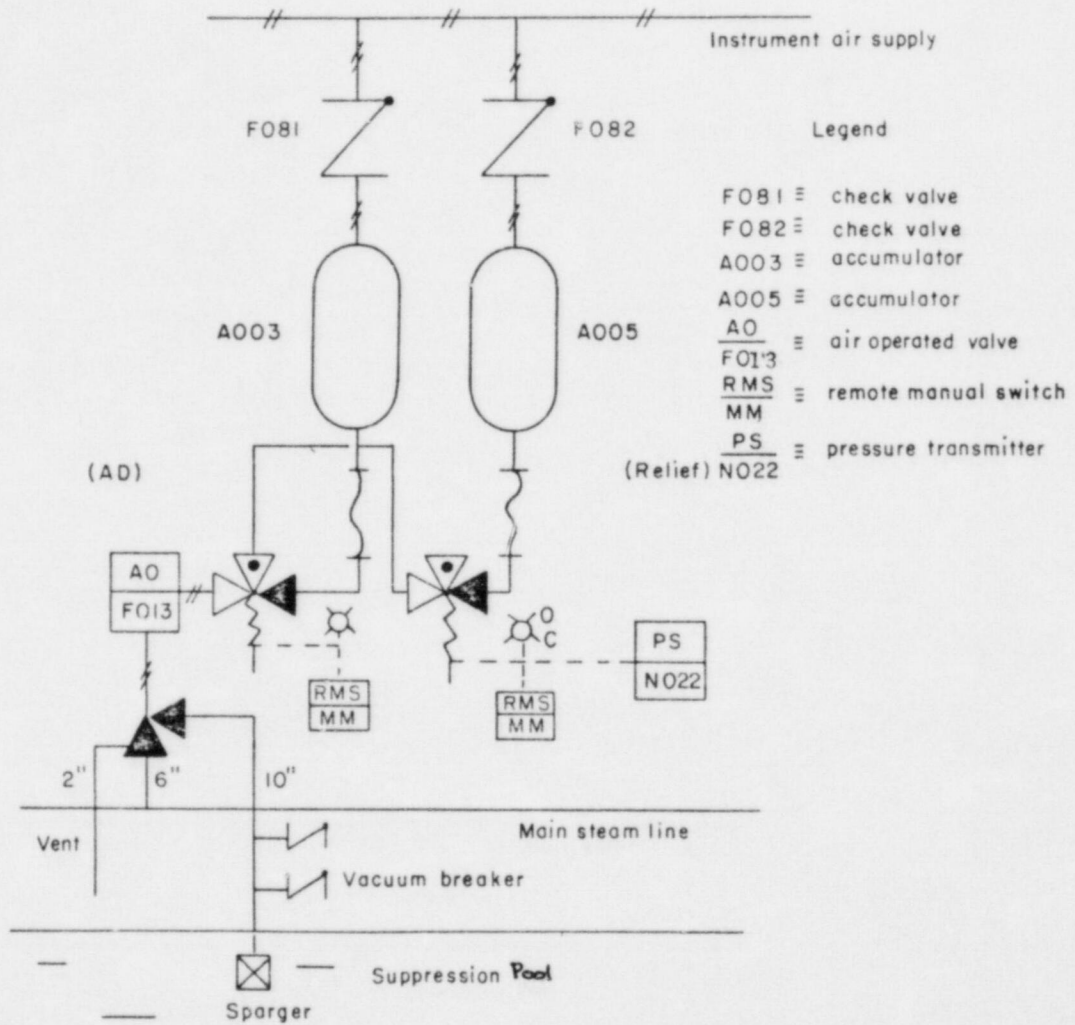 Instrument air supply
F081
F082
Legend
F081 ≡ check valve
F082 ≡ check valve
A003 ≡ accumulator
A005 ≡ accumulator
AO
F013 ≡ air operated valve
RMS
MM ≡ remote manual switch
PS
(Relief) N022 ≡ pressure transmitter
A003
A005
(AD)
AO
F013
O
C
PS
N022
RMS
MM
RMS
MM
2"
6"
10"
Vent
Main steam line
Vacuum breaker
Suppression Pool
Sparger